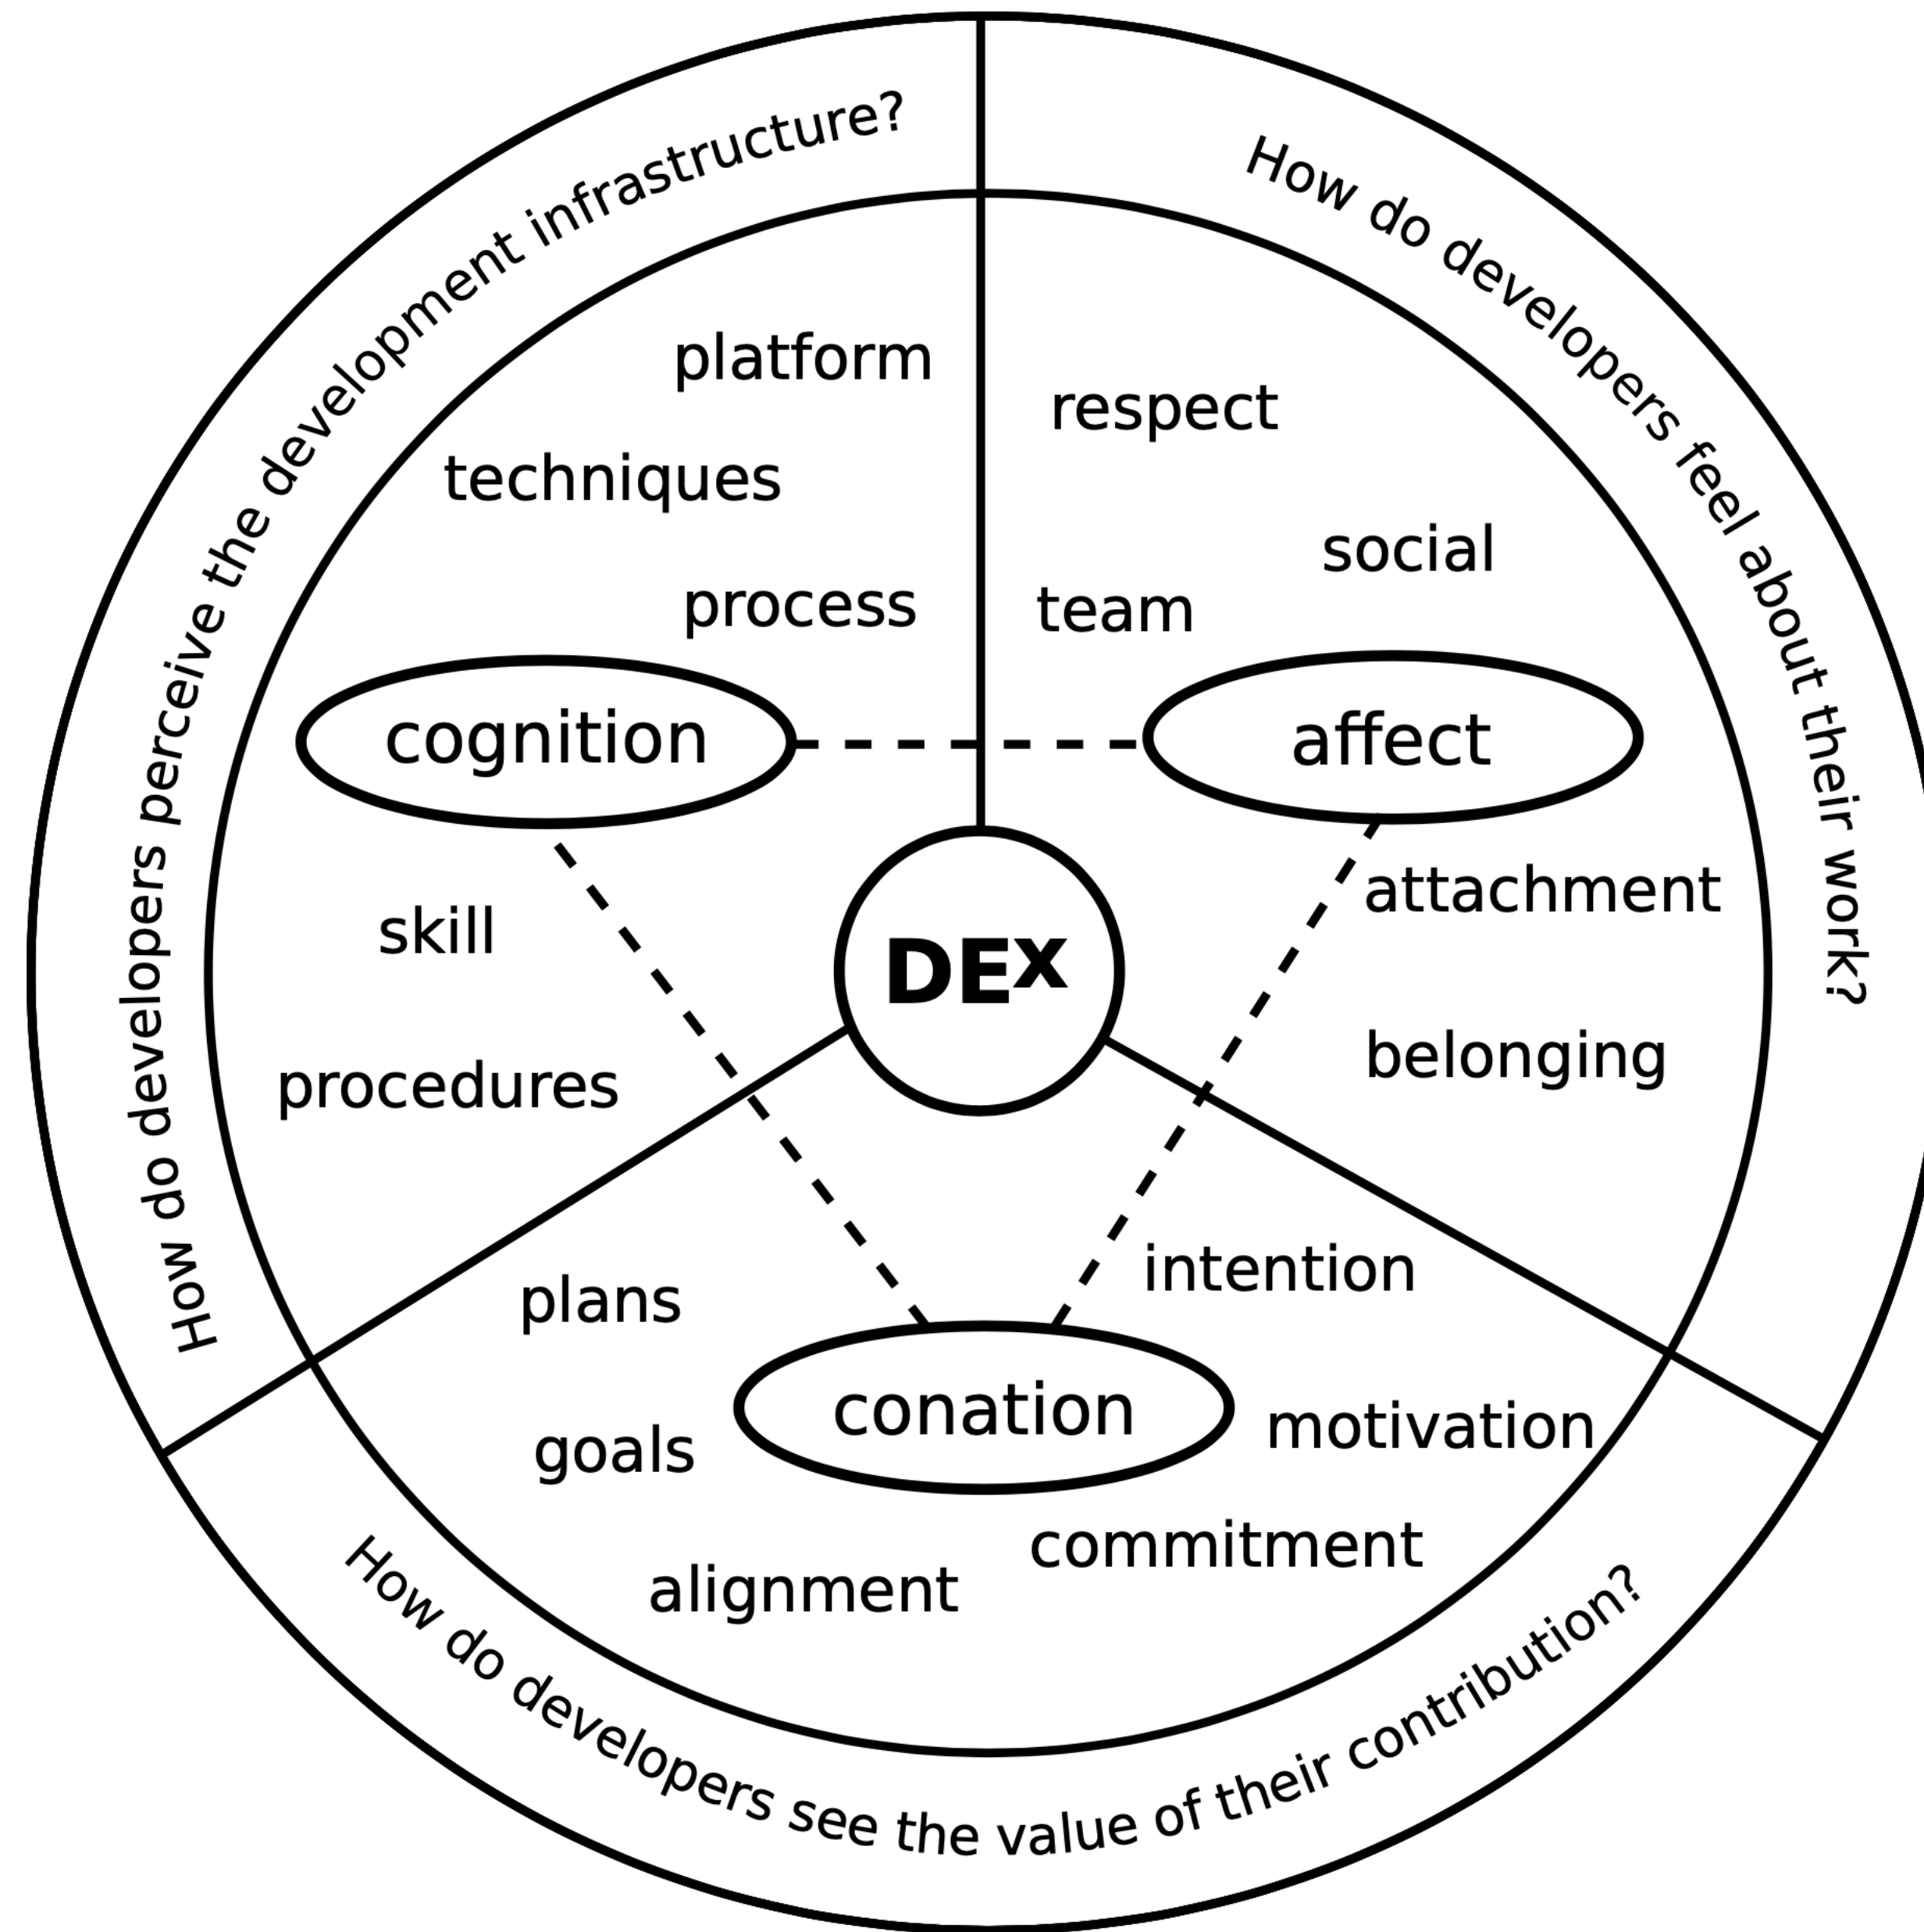 How do developers perceive the development infrastructure?
How do developers feel about their work?
platform
respect
techniques
social
process
team
cognition
affect
attachment
skill
DEx
belonging
procedures
intention
plans
conation
motivation
goals
commitment
alignment
How do developers see the value of their contribution?